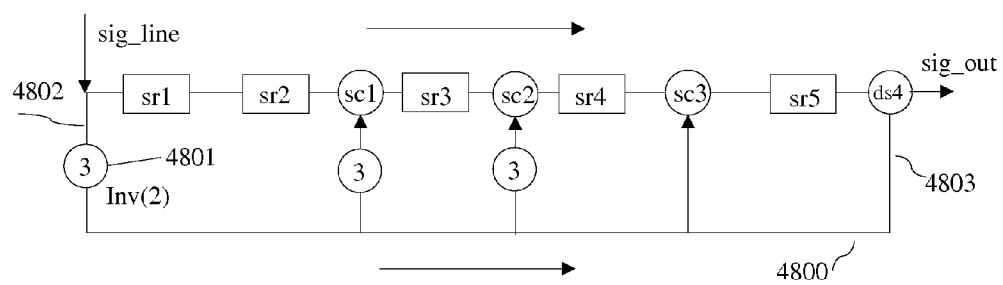 sig_line
sig_out
4802
sr1 sr2 sc1 sr3 sc2 sr4 sc3 sr5 ds4
3 4801 3 3
Inv(2)
4803
4800